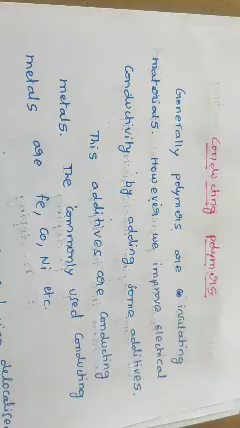 Conducting polymers
Generally polymers are insulating
materials. However we improve electrical
Conductivity by adding some additives.
This additives are conducting
metals. The commonly used conducting
metals are Fe, Co, Ni etc.
delocalise